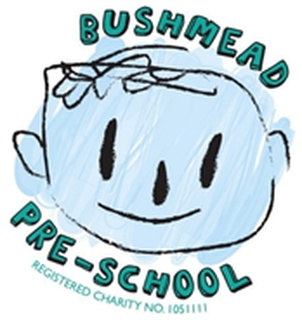 BUSHMEAD
PRE-SCHOOL
REGISTERED CHARITY NO. 1051111